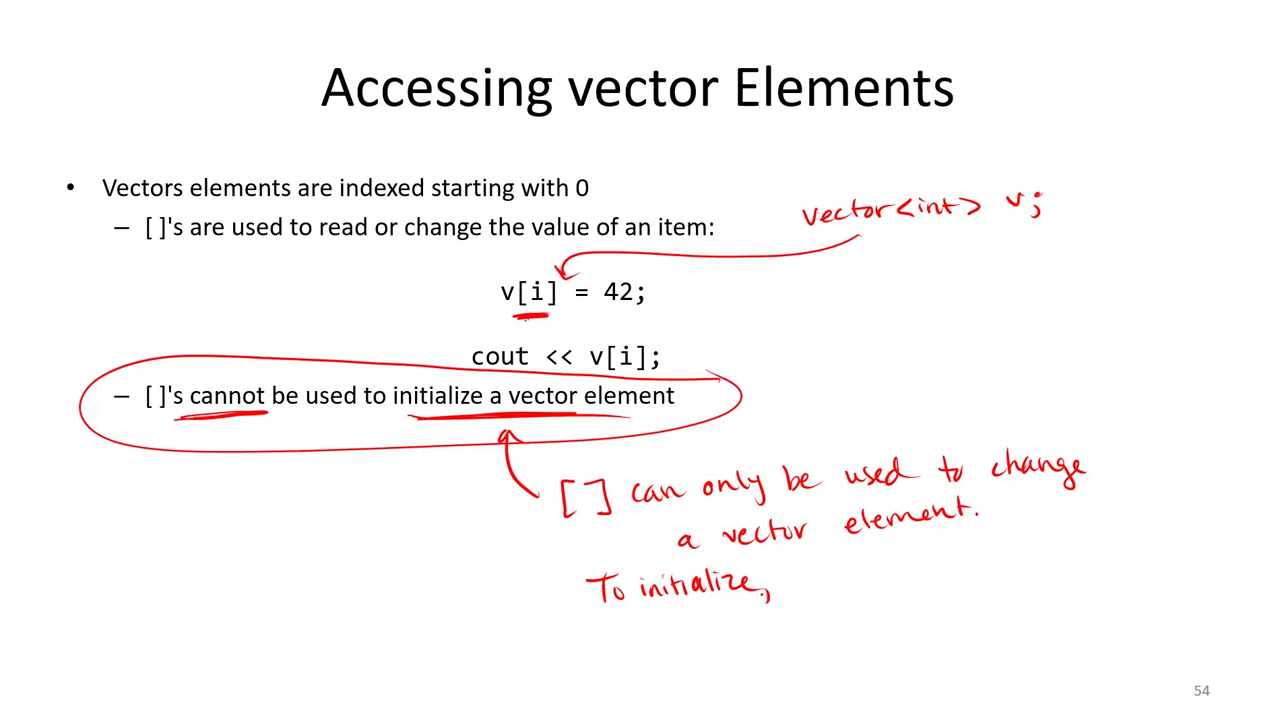 Accessing vector Elements
• Vectors elements are indexed starting with 0
– [ ]'s are used to read or change the value of an item:
vector<int> v;
v[i] = 42;
cout << v[i];
– [ ]'s cannot be used to initialize a vector element
[ ] can only be used to change
a vector element.
To initialize,
54